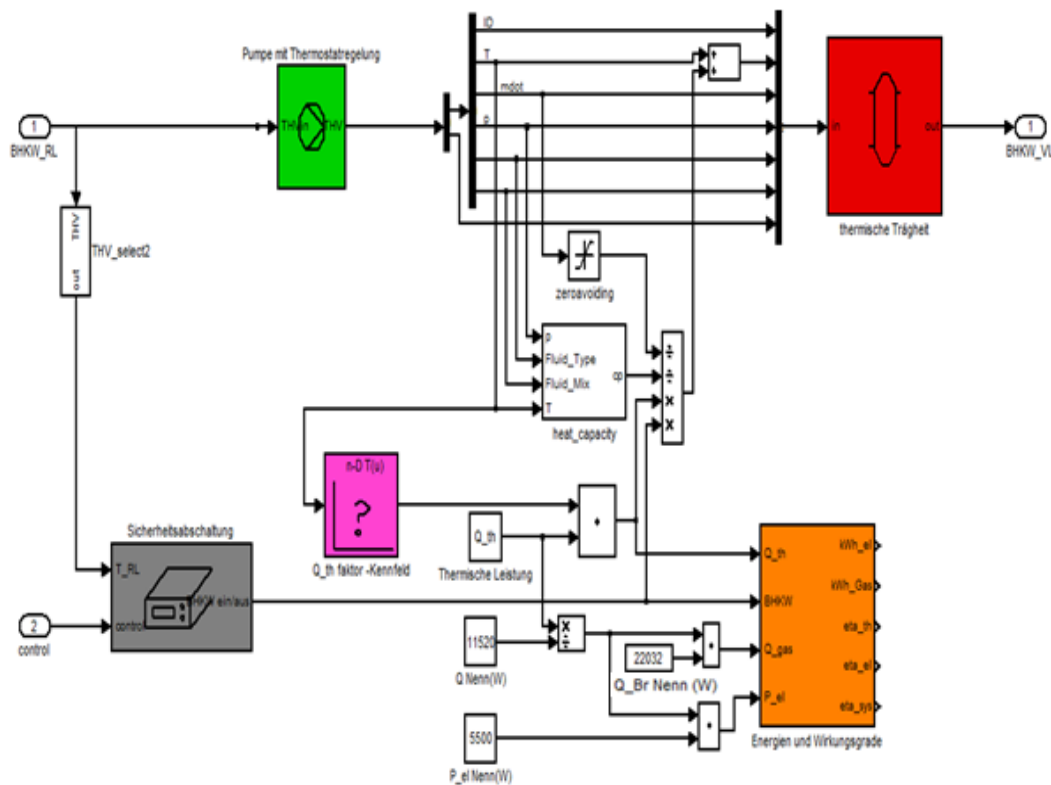 ID
Pumpe mit Thermostatregelung
T
mdot
1
THVin
THV
p
in
out
1
BHKW_RL
BHKW_VL
THV
out
THV_select2
thermische Trägheit
zeroavoiding
p
Fluid_Type
Fluid_Mix
cp
T
heat_capacity
n-D T(u)
?
Sicherheitsabschaltung
Q_th
Q_th faktor -Kennfeld
Thermische Leistung
T_RL
BHKW ein/aus
control
2
control
Q_th
BHKW
Q_gas
P_el
kWh_el
kWh_Gas
eta_th
eta_el
eta_sys
11520
Q Nenn(W)
22032
Q_Br Nenn (W)
5500
P_el Nenn(W)
Energien und Wirkungsgrade